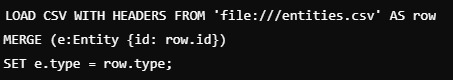 LOAD CSV WITH HEADERS FROM 'file:///entities.csv' AS row
MERGE (e:Entity {id: row.id})
SET e.type = row.type;